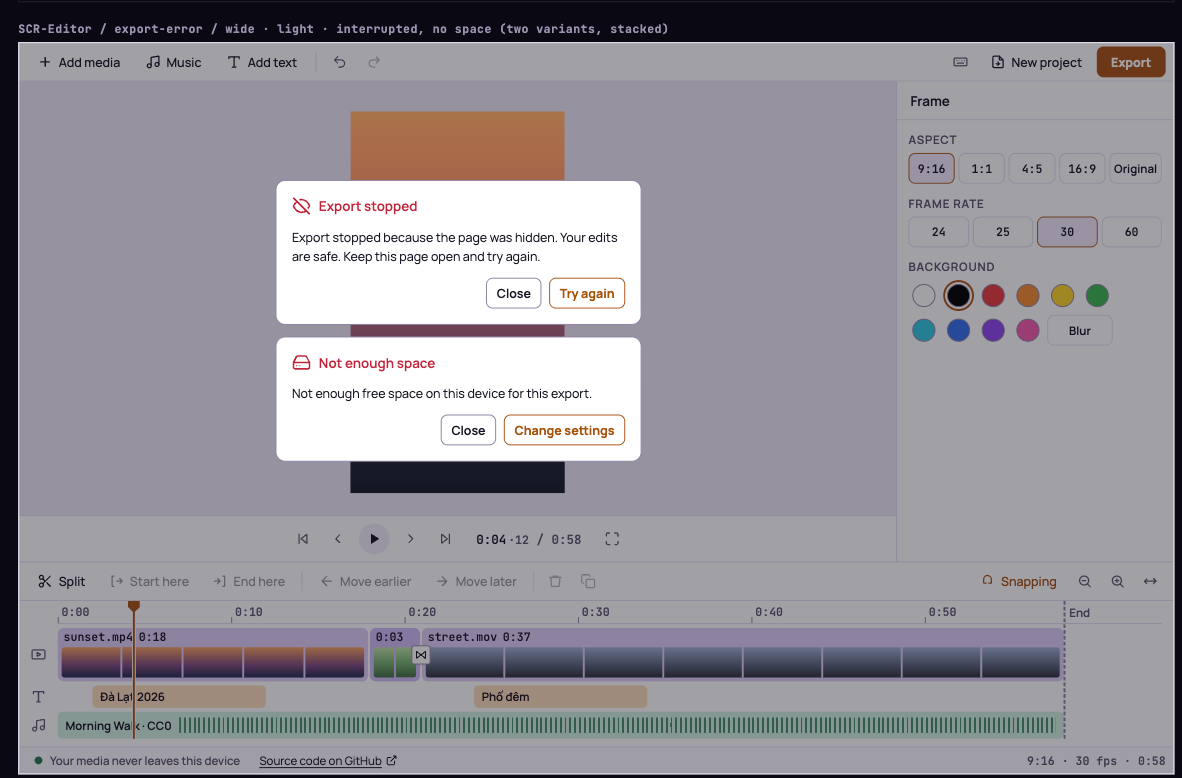 SCR-Editor / export-error / wide · light · interrupted, no space (two variants, stacked)
Add media Music Add text New project Export
Frame
ASPECT
9:16 1:1 4:5 16:9 Original
FRAME RATE
24 25 30 60
BACKGROUND
Blur
Export stopped
Export stopped because the page was hidden. Your edits
are safe. Keep this page open and try again.
Close Try again
Not enough space
Not enough free space on this device for this export.
Close Change settings
0:04·12 / 0:58
Split Start here End here Move earlier Move later Snapping
0:00 0:10 0:20 0:30 0:40 0:50 End
sunset.mp4 0:18 0:03 street.mov 0:37
Đà Lạt 2026 Phố đêm
Morning Walk · CC0
Your media never leaves this device Source code on GitHub 9:16 · 30 fps · 0:58